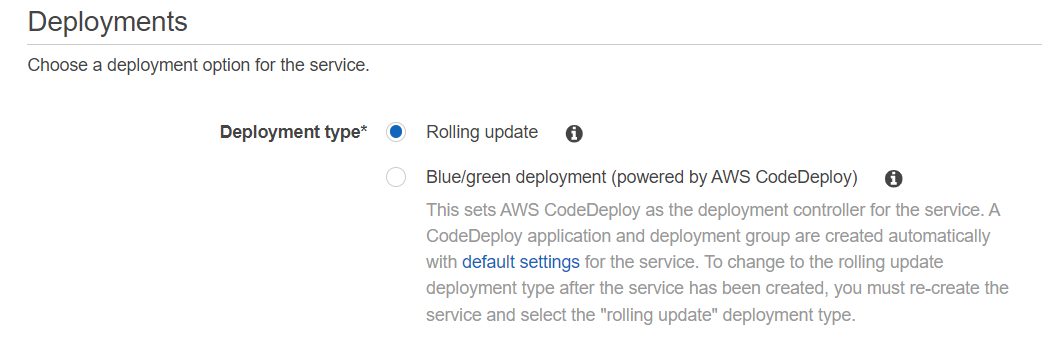 Deployments
Choose a deployment option for the service.
Deployment type* Rolling update
Blue/green deployment (powered by AWS CodeDeploy)
This sets AWS CodeDeploy as the deployment controller for the service. A
CodeDeploy application and deployment group are created automatically
with default settings for the service. To change to the rolling update
deployment type after the service has been created, you must re-create the
service and select the "rolling update" deployment type.